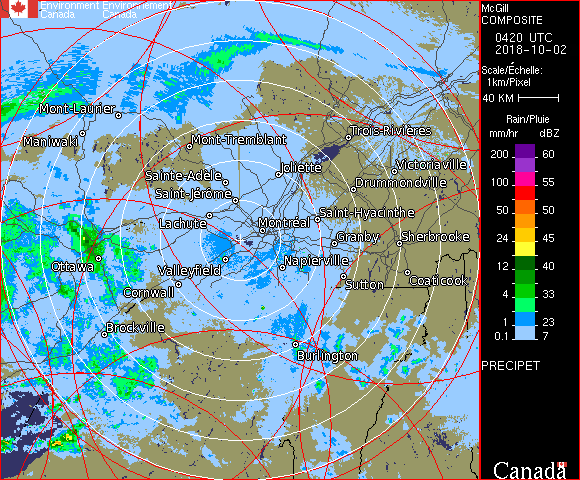 Environment Environnement
Canada Canada
McGill
COMPOSITE
0420 UTC
2018-10-02
Scale/Échelle:
1km/Pixel
40 KM
Rain/Pluie
mm/hr dBZ
200 60
100 55
50 50
24 45
12 40
4 33
1 23
0.1 7
PRECIPET
Canada
Mont-Laurier
Maniwaki
Mont-Tremblant
Trois-Rivières
Sainte-Adèle
Joliette
Victoriaville
Saint-Jérôme
Drummondville
Lachute
Montréal
Saint-Hyacinthe
Granby
Sherbrooke
Ottawa
Valleyfield
Napierville
Cornwall
Sutton
Coaticook
Brockville
Burlington